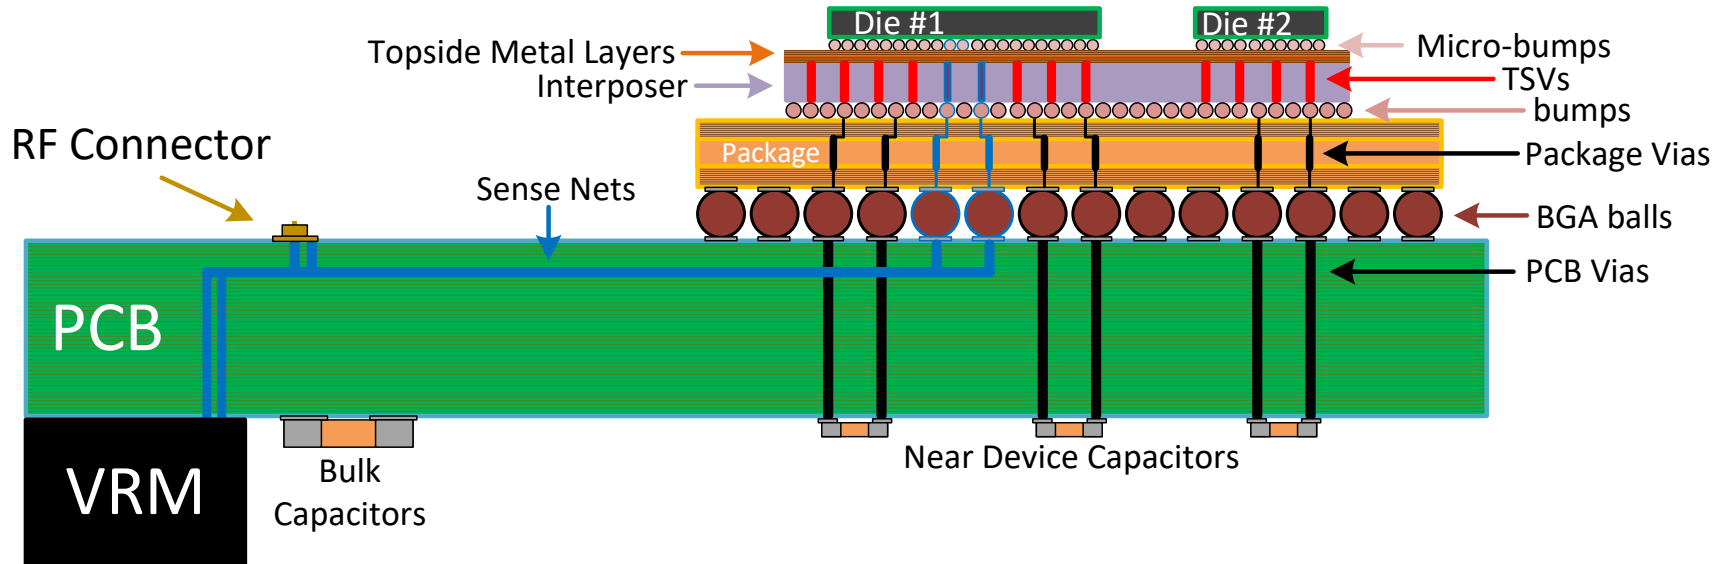 Die #1
Die #2
Topside Metal Layers
Micro-bumps
Interposer
TSVs
bumps
RF Connector
Package
Package Vias
Sense Nets
BGA balls
PCB Vias
PCB
Near Device Capacitors
VRM
Bulk
Capacitors